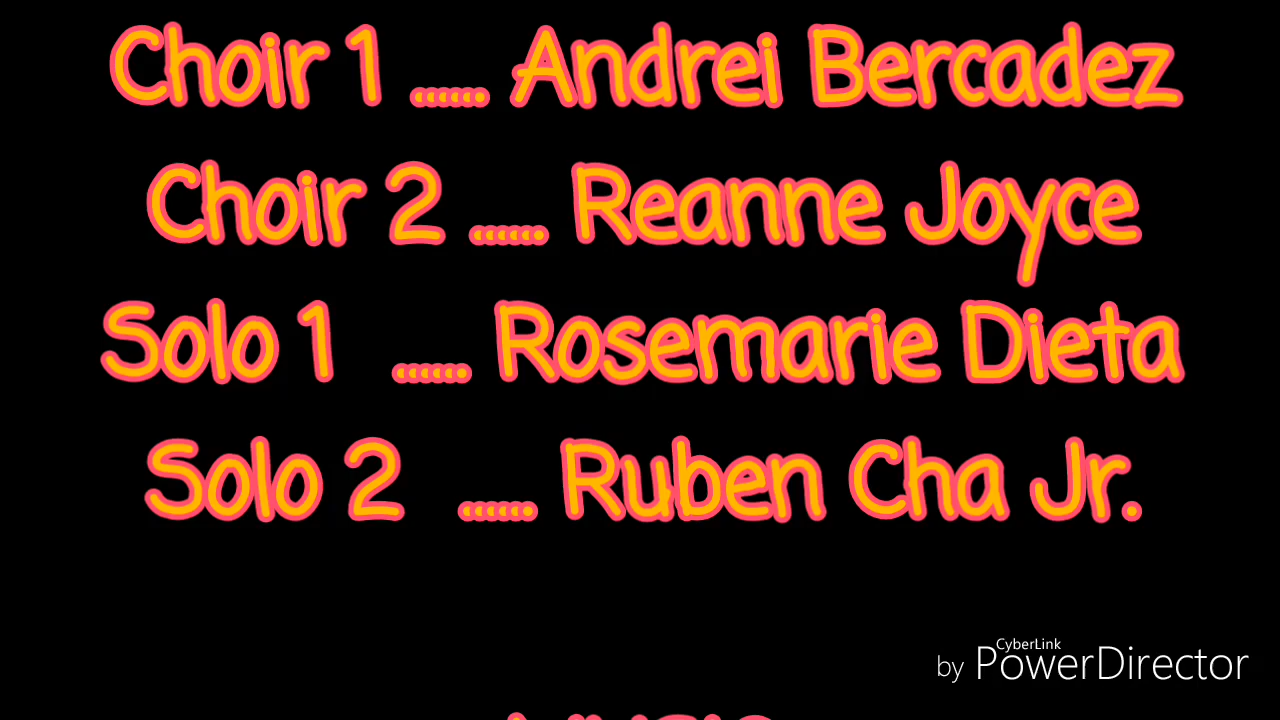 Choir 1 ...... Andrei Bercadez
Choir 2 ...... Reanne Joyce
Solo 1 ...... Rosemarie Dieta
Solo 2 ...... Ruben Cha Jr.
CyberLink
by PowerDirector